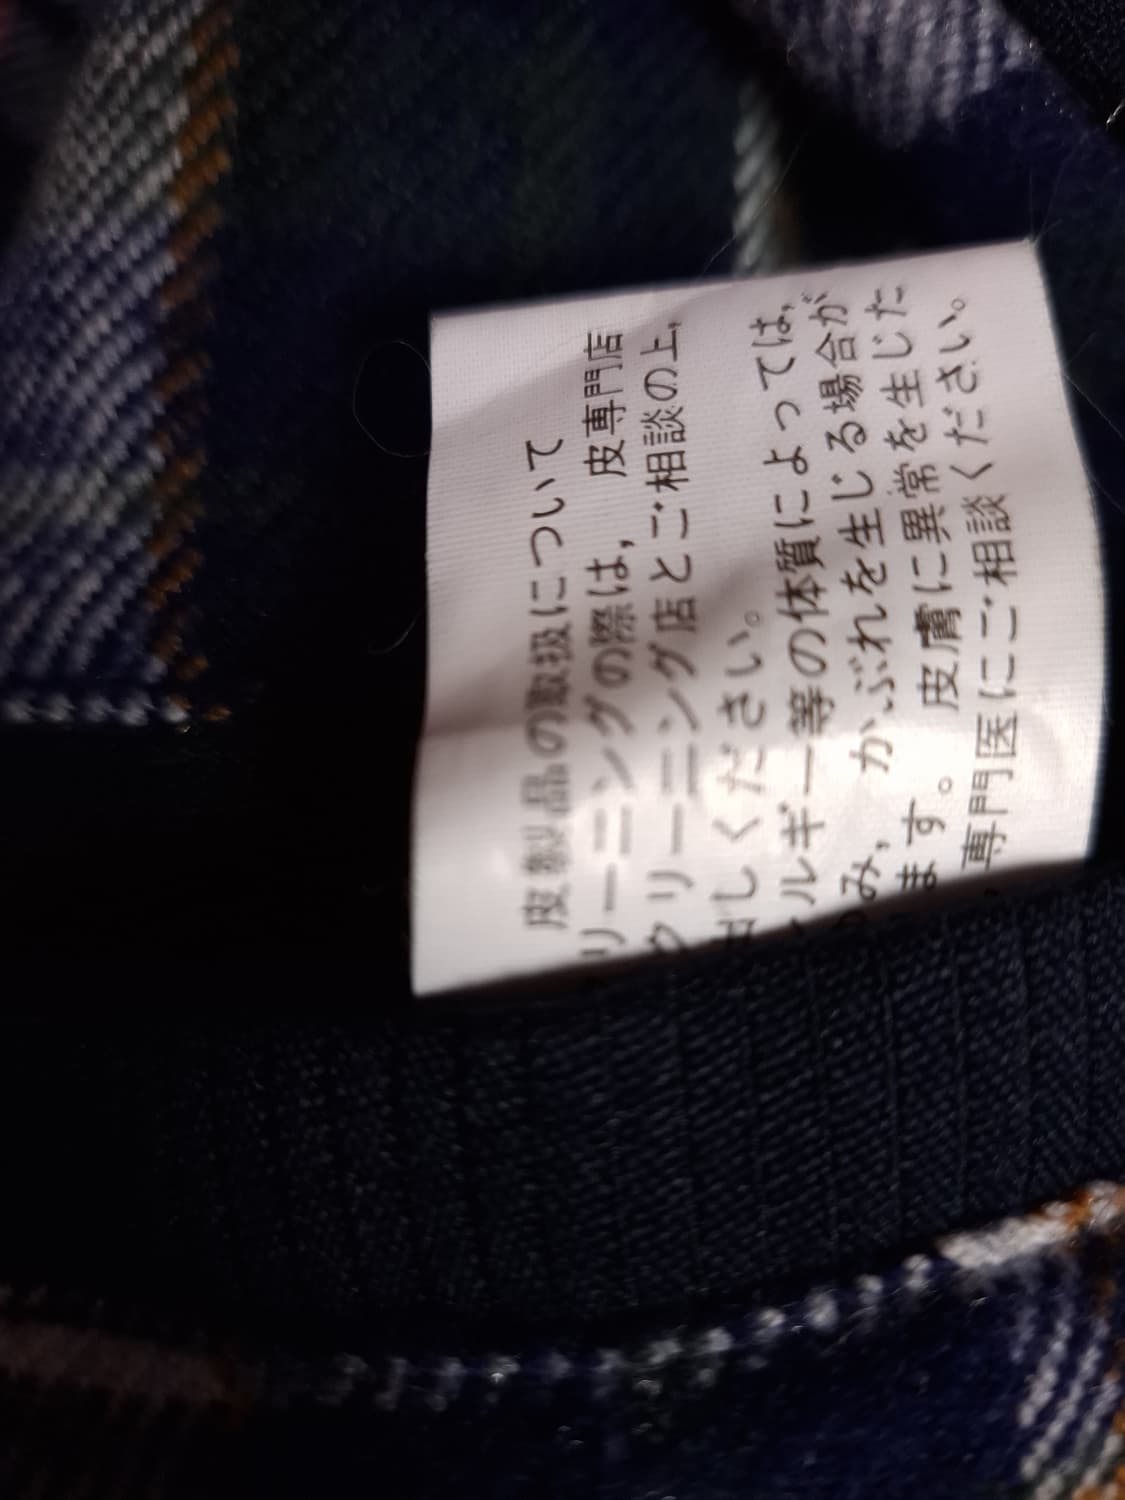 皮製品の取扱について
リーニングの際は, 皮専門店
クリーニング店とご相談の上,
出しください。
ルギー等の体質によっては,
み, かぶれを生じる場合が
ます。 皮膚に異常を生じた
専門医にご相談ください。